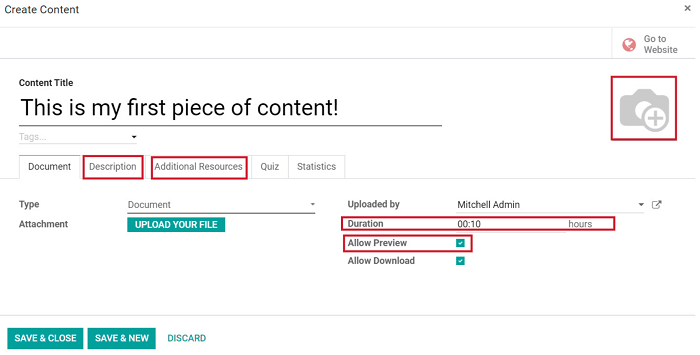 Create Content ×
Go to
Website
Content Title
This is my first piece of content!
Tags...
Document Description Additional Resources Quiz Statistics
Type Document Uploaded by Mitchell Admin
Attachment UPLOAD YOUR FILE Duration 00:10 hours
Allow Preview
Allow Download
SAVE & CLOSE SAVE & NEW DISCARD